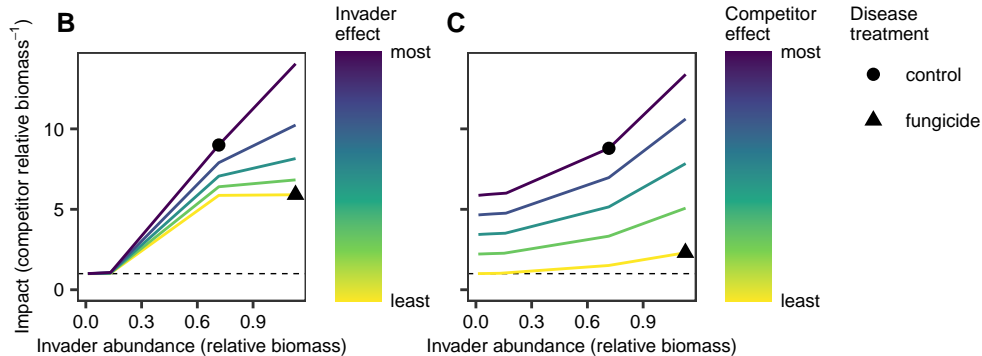 B
Invader
effect
most
least
C
Competitor
effect
most
least
Disease
treatment
control
fungicide
Impact (competitor relative biomass⁻¹)
10
5
0
0.0 0.3 0.6 0.9
Invader abundance (relative biomass)
0.0 0.3 0.6 0.9
Invader abundance (relative biomass)